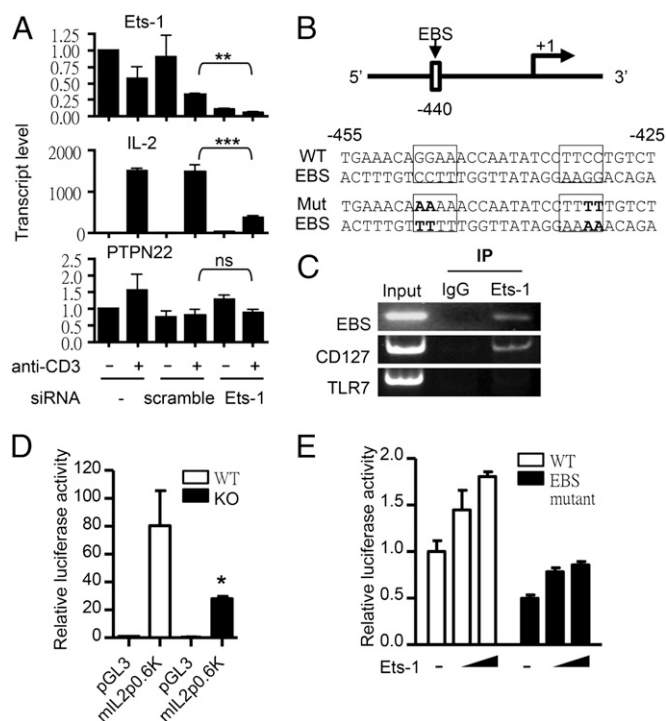 A
Ets-1
1.00
0.75
0.50
0.25
0.00
**
IL-2
2000
1000
0
***
PTPN22
2.5
2.0
1.5
1.0
0.5
0.0
ns
Transcript level
anti-CD3 – + – + – +
siRNA - scramble Ets-1
B
EBS
+1
5' 3'
-440
-455 -425
WT TGAAACAGGAAACCAATATCCTTCCTGTCT
EBS ACTTTGTCCTTTGGTTATAGGAAGGACAGA
Mut TGAAACAAAAAACCAATATCCTTTTTGTCT
EBS ACTTTGTTTTTTGGTTATAGGAAAAACAGA
C
IP
Input IgG Ets-1
EBS
CD127
TLR7
D
Relative luciferase activity
120
100
80
60
40
20
0
WT
KO
*
pGL3 mIL2p0.6K pGL3 mIL2p0.6K
E
Relative luciferase activity
2.0
1.5
1.0
0.5
0.0
WT
EBS
mutant
Ets-1 – –